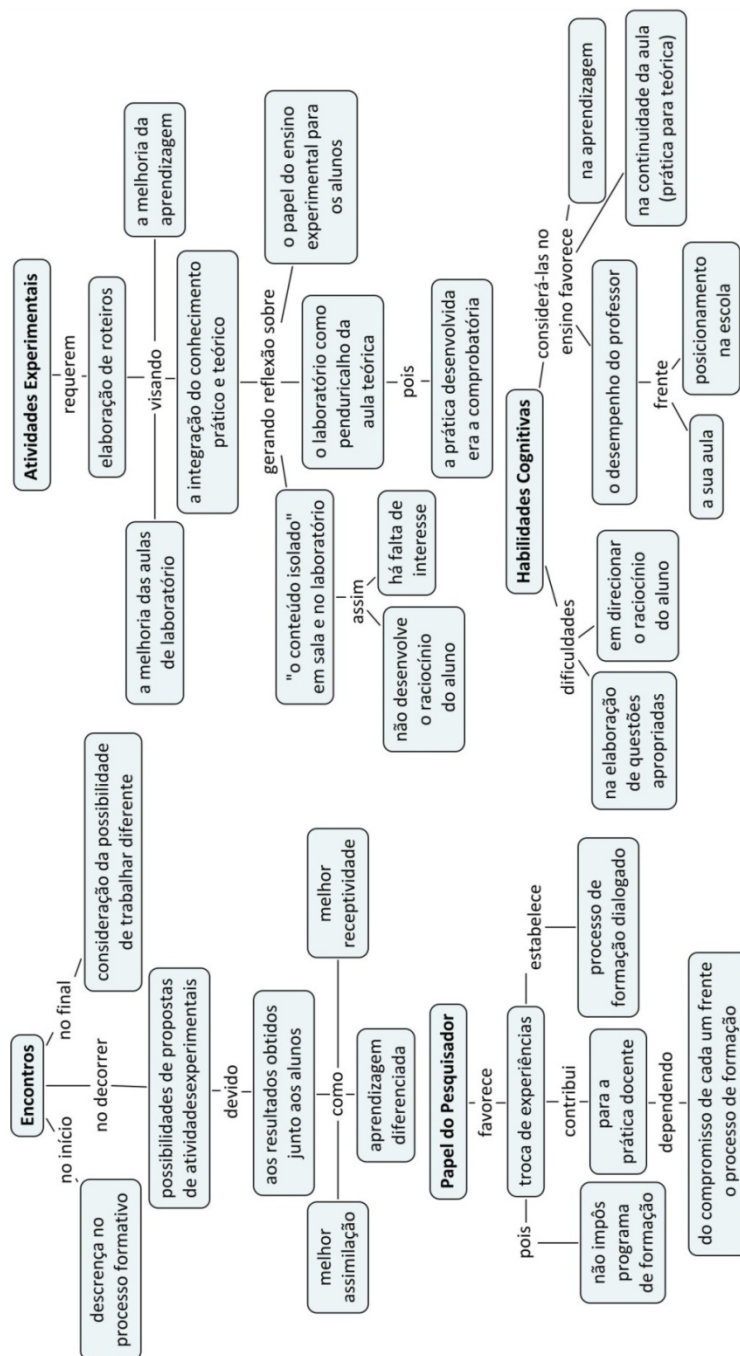 Encontros
no início
no decorrer
no final
descrença no
processo formativo
possibilidades de propostas
de atividadesexperimentais
consideração da possibilidade
de trabalhar diferente
devido
aos resultados obtidos
junto aos alunos
como
melhor
assimilação
aprendizagem
diferenciada
melhor
receptividade
Atividades Experimentais
requerem
elaboração de roteiros
visando
a melhoria das aulas
de laboratório
a integração do conhecimento
prático e teórico
a melhoria da
aprendizagem
gerando reflexão sobre
"o conteúdo isolado"
em sala e no laboratório
o laboratório como
penduricalho da
aula teórica
o papel do ensino
experimental para
os alunos
assim
não desenvolve
o raciocínio
do aluno
há falta de
interesse
pois
a prática desenvolvida
era a comprobatória
Papel do Pesquisador
favorece
troca de experiências
pois
contribui
estabelece
não impôs
programa
de formação
para a
prática docente
processo de
formação dialogado
dependendo
do compromisso de cada um frente
o processo de formação
Habilidades Cognitivas
dificuldades
considerá-las no
ensino favorece
na elaboração
de questões
apropriadas
em direcionar
o raciocínio
do aluno
o desempenho do professor
na aprendizagem
na continuidade da aula
(prática para teórica)
frente
a sua aula
posicionamento
na escola